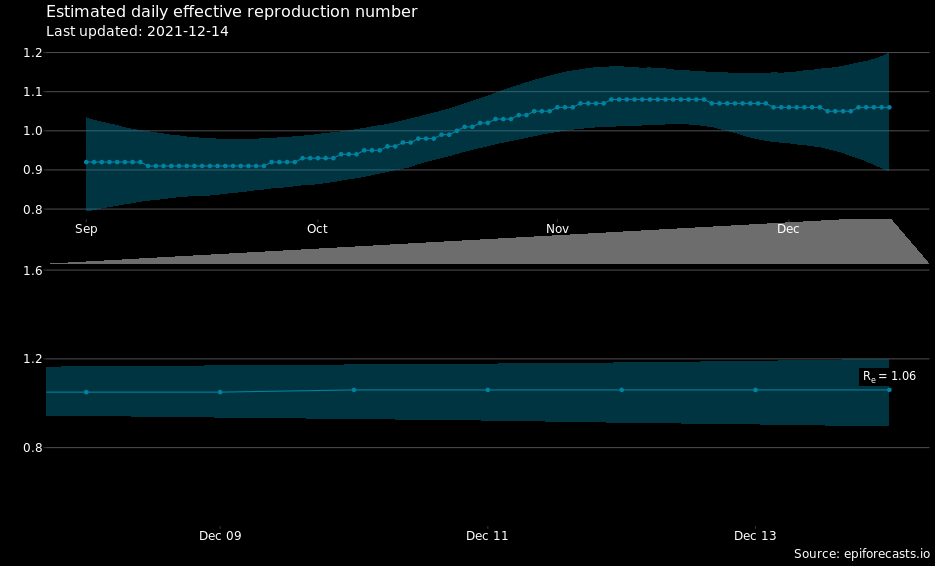 Estimated daily effective reproduction number
Last updated: 2021-12-14
1.2
1.1
1.0
0.9
0.8
Sep Oct Nov Dec
1.6
1.2
Rₑ = 1.06
0.8
Dec 09 Dec 11 Dec 13
Source: epiforecasts.io